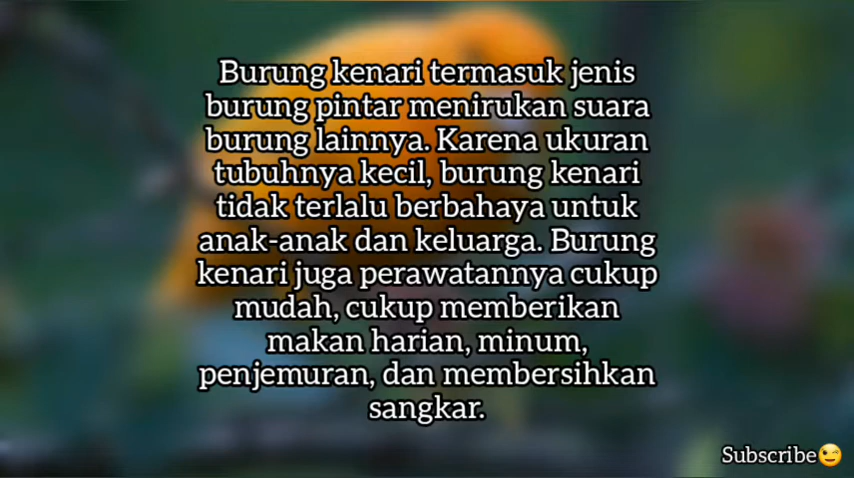 Burung kenari termasuk jenis
burung pintar menirukan suara
burung lainnya. Karena ukuran
tubuhnya kecil, burung kenari
tidak terlalu berbahaya untuk
anak-anak dan keluarga. Burung
kenari juga perawatannya cukup
mudah, cukup memberikan
makan harian, minum,
penjemuran, dan membersihkan
sangkar.
Subscribe😉